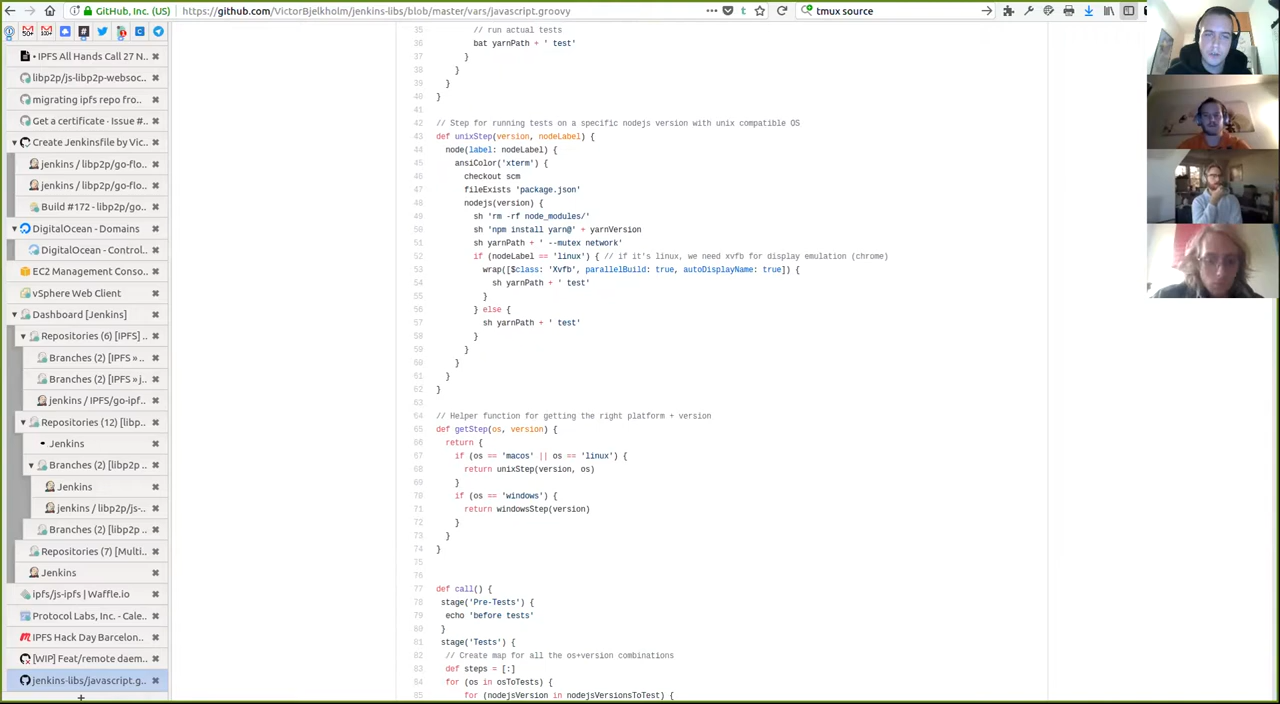 GitHub, Inc. (US)
https://github.com/VictorBjelkholm/jenkins-libs/blob/master/vars/javascript.groovy
tmux source
• IPFS All Hands Call 27 N..
libp2p/js-libp2p-websoc..
migrating ipfs repo fro..
Get a certificate · Issue #..
Create Jenkinsfile by Vic..
jenkins / libp2p/go-flo..
jenkins / libp2p/go-flo..
Build #172 - libp2p/go..
DigitalOcean - Domains
DigitalOcean - Control..
EC2 Management Conso..
vSphere Web Client
Dashboard [Jenkins]
Repositories (6) [IPFS]
Branches (2) [IPFS » ..
Branches (2) [IPFS » j..
jenkins / IPFS/go-ipf..
Repositories (12) [libp..
Jenkins
Branches (2) [libp2p ..
Jenkins
jenkins / libp2p/js-..
Branches (2) [libp2p ..
Repositories (7) [Multi..
Jenkins
ipfs/js-ipfs | Waffle.io
Protocol Labs, Inc. - Cale..
IPFS Hack Day Barcelon..
[WIP] Feat/remote daem..
jenkins-libs/javascript.g..
35 // run actual tests
36 bat yarnPath + ' test'
37 }
38 }
39 }
40 }
41
42 // Step for running tests on a specific nodejs version with unix compatible OS
43 def unixStep(version, nodeLabel) {
44 node(label: nodeLabel) {
45 ansiColor('xterm') {
46 checkout scm
47 fileExists 'package.json'
48 nodejs(version) {
49 sh 'rm -rf node_modules/'
50 sh 'npm install yarn@' + yarnVersion
51 sh yarnPath + ' --mutex network'
52 if (nodeLabel == 'linux') { // if it's linux, we need xvfb for display emulation (chrome)
53 wrap([$class: 'Xvfb', parallelBuild: true, autoDisplayName: true]) {
54 sh yarnPath + ' test'
55 }
56 } else {
57 sh yarnPath + ' test'
58 }
59 }
60 }
61 }
62 }
63
64 // Helper function for getting the right platform + version
65 def getStep(os, version) {
66 return {
67 if (os == 'macos' || os == 'linux') {
68 return unixStep(version, os)
69 }
70 if (os == 'windows') {
71 return windowsStep(version)
72 }
73 }
74 }
75
76
77 def call() {
78 stage('Pre-Tests') {
79 echo 'before tests'
80 }
81 stage('Tests') {
82 // Create map for all the os+version combinations
83 def steps = [:]
84 for (os in osToTests) {
85 for (nodejsVersion in nodejsVersionsToTest) {